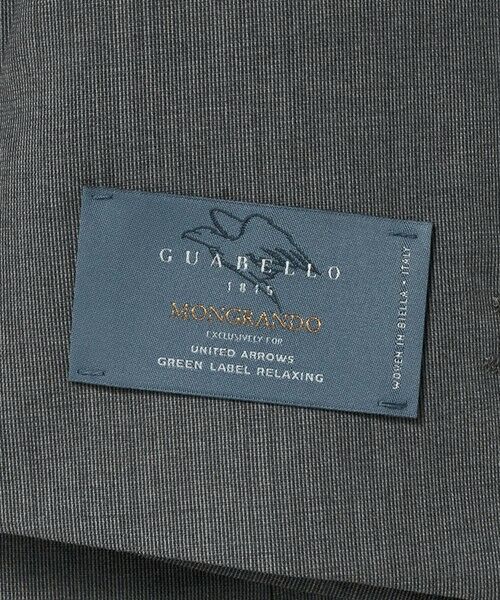 GUABELLO
1815
MONGRANDO
EXCLUSIVELY FOR
UNITED ARROWS
GREEN LABEL RELAXING
WOVEN IN BIELLA • ITALY